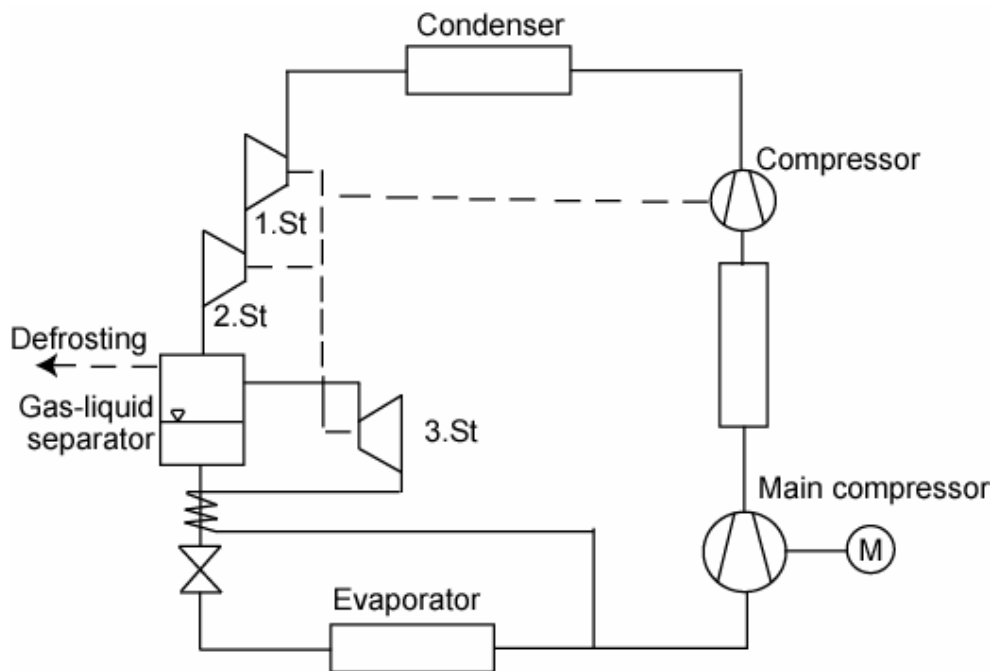 Condenser
Compressor
1.St
2.St
Defrosting
Gas-liquid
separator
3.St
Main compressor
M
Evaporator